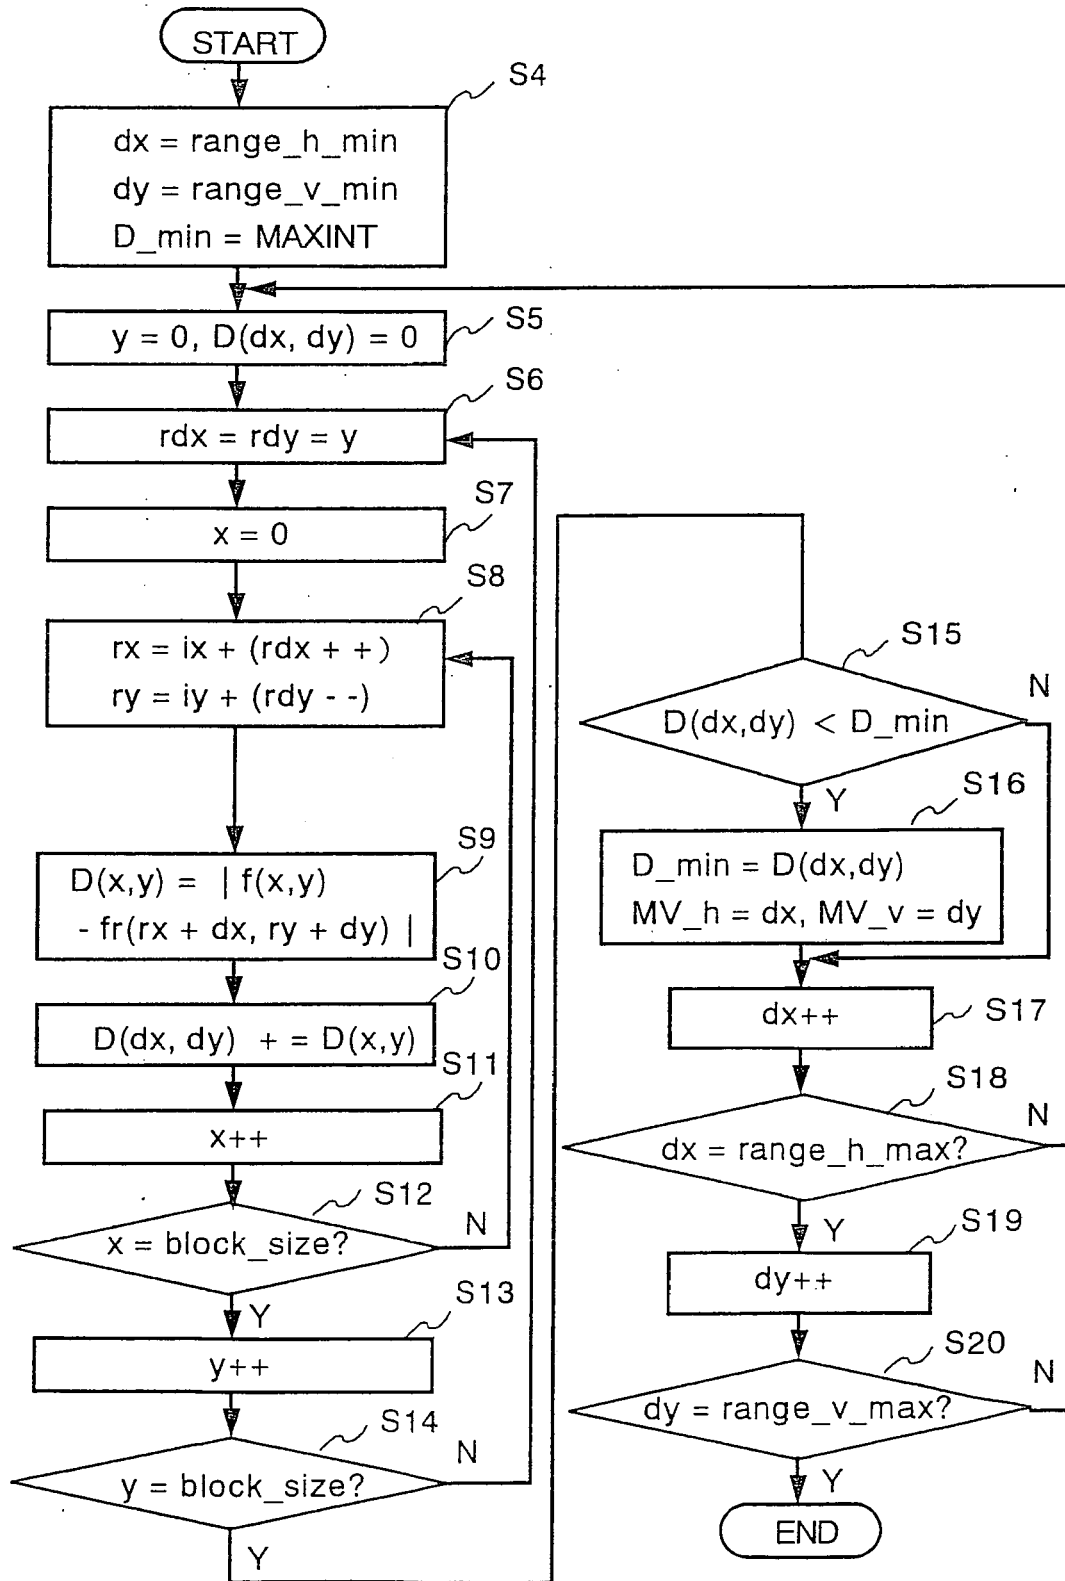 START
S4
dx = range_h_min
dy = range_v_min
D_min = MAXINT
S5
y = 0, D(dx, dy) = 0
S6
rdx = rdy = y
S7
x = 0
S8
rx = ix + (rdx + +)
ry = iy + (rdy - -)
S9
D(x,y) = | f(x,y)
- fr(rx + dx, ry + dy) |
S10
D(dx, dy) + = D(x,y)
S11
x++
S12
x = block_size?
N
Y
S13
y++
S14
y = block_size?
N
Y
S15
D(dx,dy) < D_min
N
Y
S16
D_min = D(dx,dy)
MV_h = dx, MV_v = dy
S17
dx++
S18
dx = range_h_max?
N
Y
S19
dy++
S20
dy = range_v_max?
N
Y
END